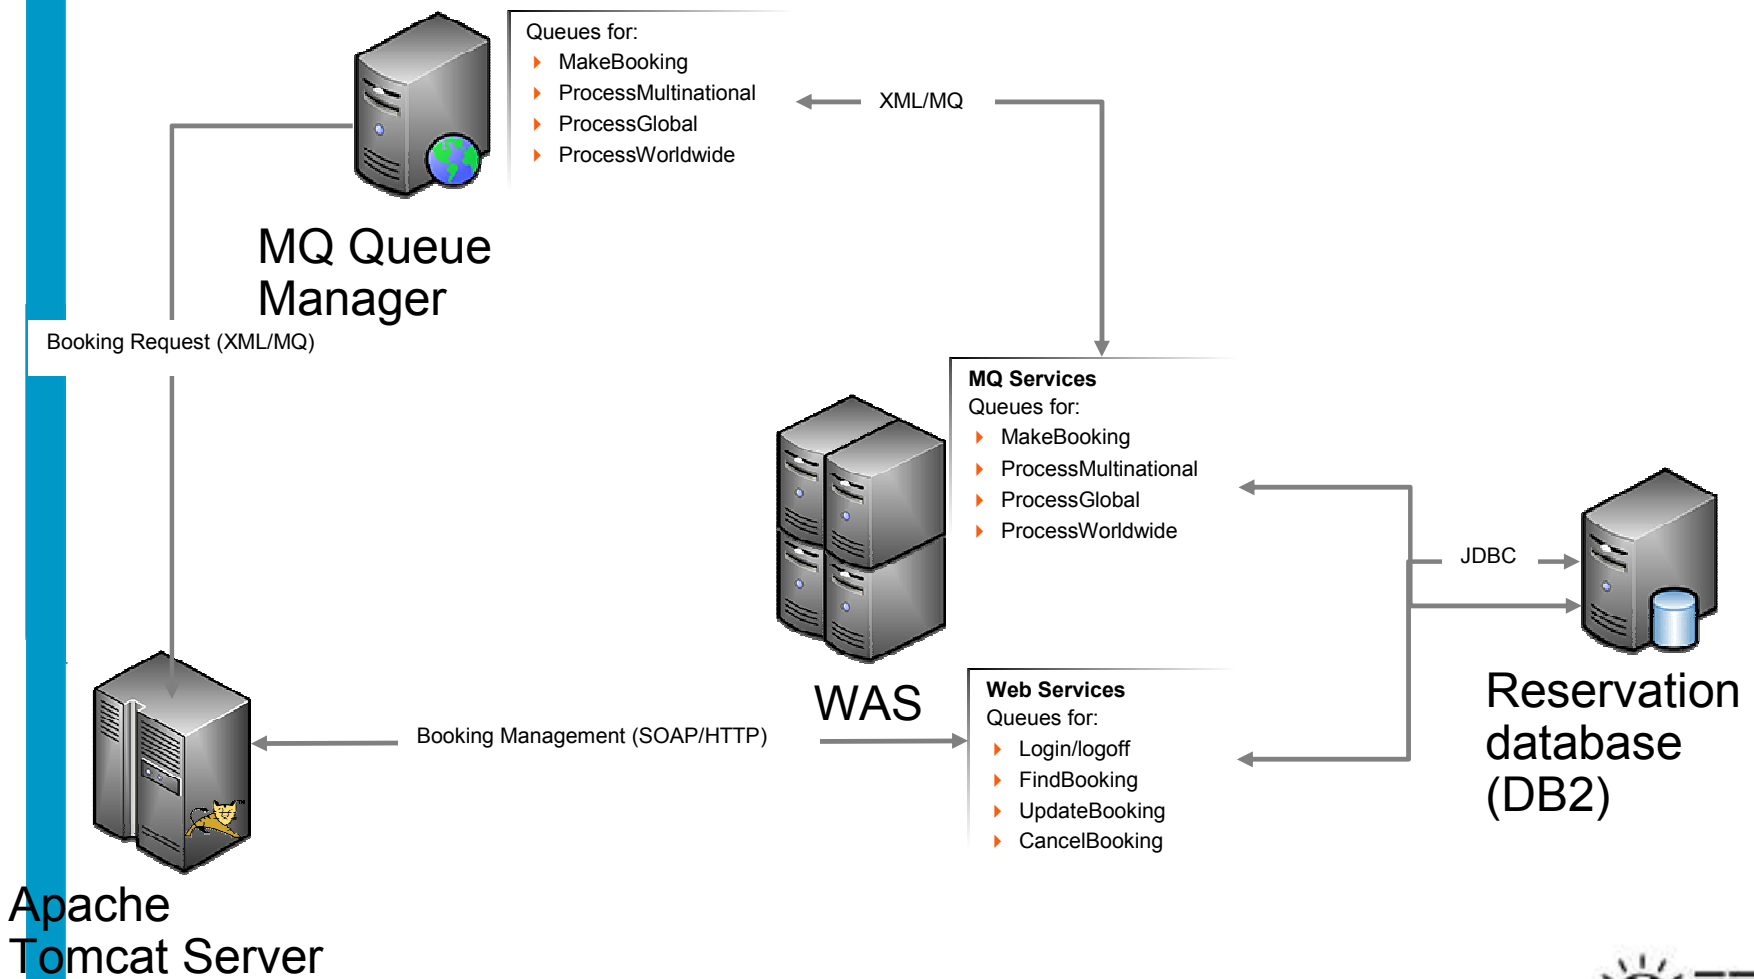 Queues for:
MakeBooking
ProcessMultinational
ProcessGlobal
ProcessWorldwide
XML/MQ
MQ Queue
Manager
Booking Request (XML/MQ)
MQ Services
Queues for:
MakeBooking
ProcessMultinational
ProcessGlobal
ProcessWorldwide
JDBC
Reservation
database
(DB2)
WAS
Web Services
Queues for:
Login/logoff
FindBooking
UpdateBooking
CancelBooking
Booking Management (SOAP/HTTP)
Apache
Tomcat Server